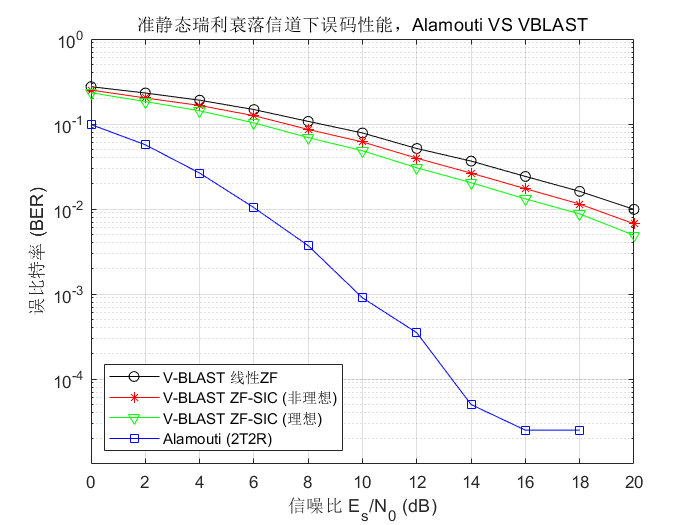 准静态瑞利衰落信道下误码性能，Alamouti VS VBLAST
10^0
10^-1
10^-2
10^-3
10^-4
误比特率 (BER)
V-BLAST 线性ZF
V-BLAST ZF-SIC (非理想)
V-BLAST ZF-SIC (理想)
Alamouti (2T2R)
0 2 4 6 8 10 12 14 16 18 20
信噪比 E_s/N_0 (dB)